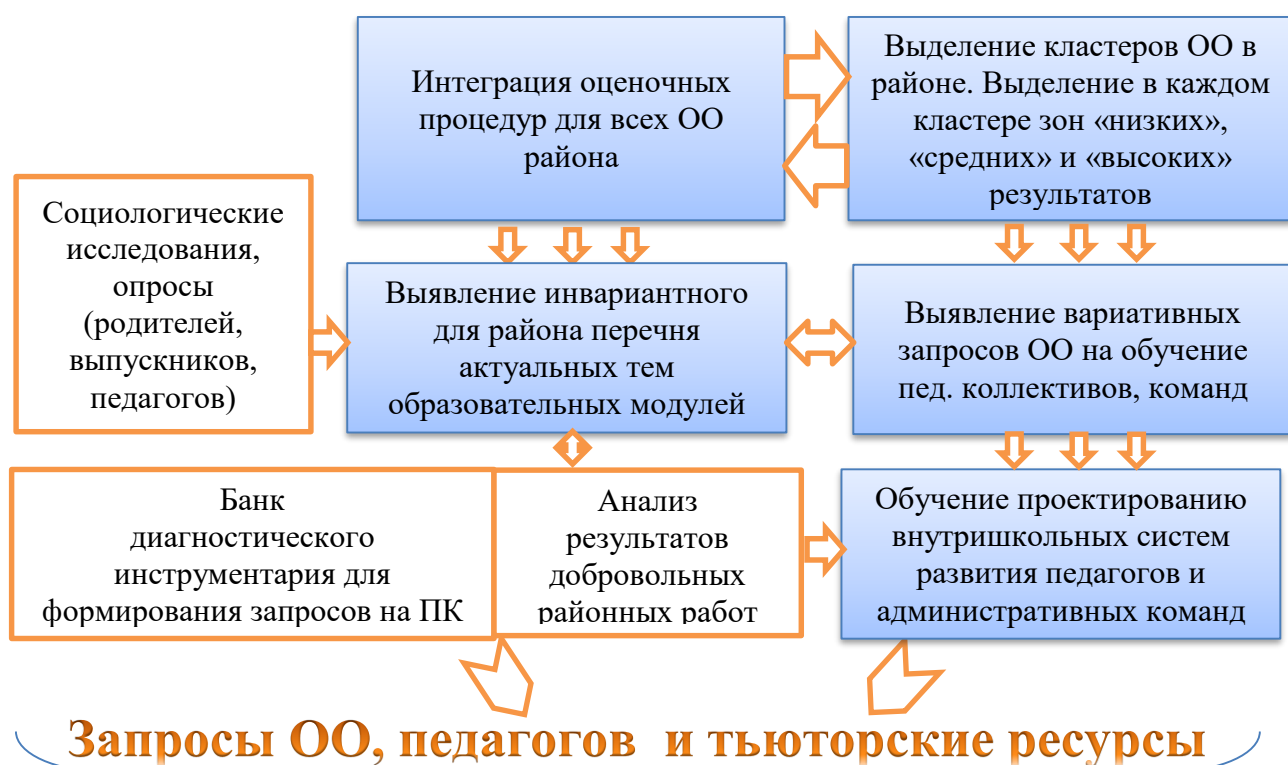 Интеграция оценочных
процедур для всех ОО
района
Выделение кластеров ОО в
районе. Выделение в каждом
кластере зон «низких»,
«средних» и «высоких»
результатов
Социологические
исследования,
опросы
(родителей,
выпускников,
педагогов)
Выявление инвариантного
для района перечня
актуальных тем
образовательных модулей
Выявление вариативных
запросов ОО на обучение
пед. коллективов, команд
Банк
диагностического
инструментария для
формирования запросов на ПК
Анализ
результатов
добровольных
районных работ
Обучение проектированию
внутришкольных систем
развития педагогов и
административных команд
Запросы ОО, педагогов и тьюторские ресурсы